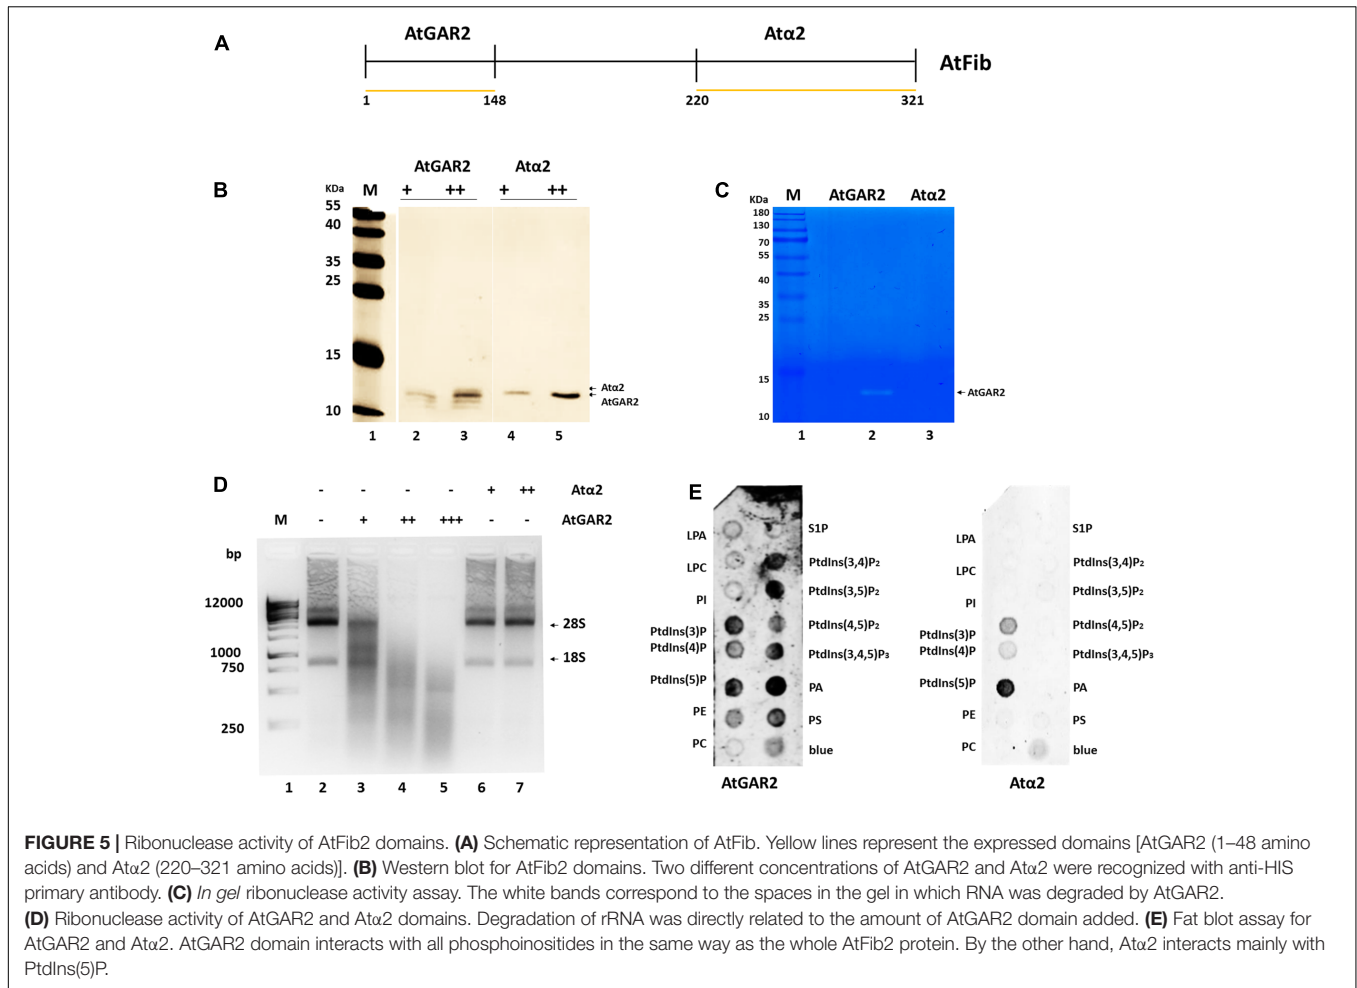 A
AtGAR2
Atα2
AtFib
1
148
220
321
B
AtGAR2
Atα2
KDa
M
+
++
+
++
55
40
35
25
15
10
Atα2
AtGAR2
1
2
3
4
5
C
KDa
M
AtGAR2
Atα2
180
130
70
55
40
35
25
15
10
AtGAR2
1
2
3
D
- - - - + ++ Atα2
M - + ++ +++ - - AtGAR2
bp
12000
1000
750
250
28S
18S
1 2 3 4 5 6 7
E
LPA
LPC
PI
PtdIns(3)P
PtdIns(4)P
PtdIns(5)P
PE
PC
S1P
PtdIns(3,4)P2
PtdIns(3,5)P2
PtdIns(4,5)P2
PtdIns(3,4,5)P3
PA
PS
blue
AtGAR2
LPA
LPC
PI
PtdIns(3)P
PtdIns(4)P
PtdIns(5)P
PE
PC
S1P
PtdIns(3,4)P2
PtdIns(3,5)P2
PtdIns(4,5)P2
PtdIns(3,4,5)P3
PA
PS
blue
Atα2
FIGURE 5 | Ribonuclease activity of AtFib2 domains. (A) Schematic representation of AtFib. Yellow lines represent the expressed domains [AtGAR2 (1–48 amino
acids) and Atα2 (220–321 amino acids)]. (B) Western blot for AtFib2 domains. Two different concentrations of AtGAR2 and Atα2 were recognized with anti-HIS
primary antibody. (C) In gel ribonuclease activity assay. The white bands correspond to the spaces in the gel in which RNA was degraded by AtGAR2.
(D) Ribonuclease activity of AtGAR2 and Atα2 domains. Degradation of rRNA was directly related to the amount of AtGAR2 domain added. (E) Fat blot assay for
AtGAR2 and Atα2. AtGAR2 domain interacts with all phosphoinositides in the same way as the whole AtFib2 protein. By the other hand, Atα2 interacts mainly with
PtdIns(5)P.